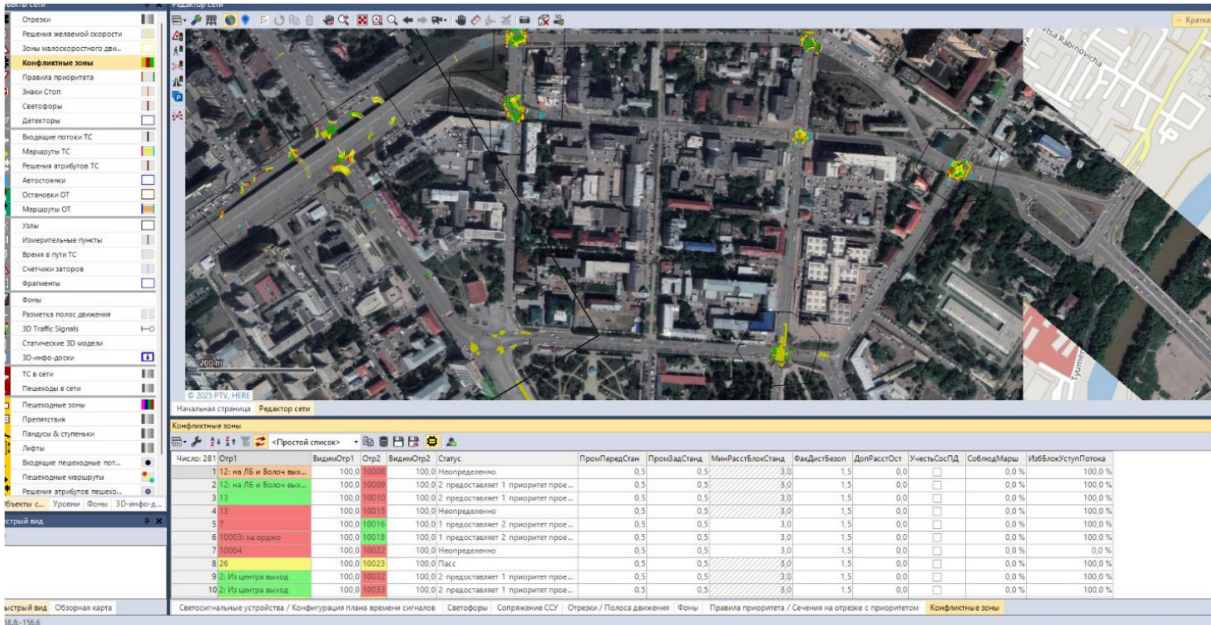 Отрезки
Решения желаемой скорости
Зоны малоскоростного дви...
Конфликтные зоны
Правила приоритета
Знаки Стоп
Светофоры
Детекторы
Входящие потоки ТС
Маршруты ТС
Решения атрибутов ТС
Автостоянки
Остановки ОТ
Маршруты ОТ
Узлы
Измерительные пункты
Время в пути ТС
Счетчики заторов
Фрагменты
Фоны
Разметка полос движения
3D Traffic Signals
Статические 3D модели
3D-инфо-доски
ТС в сети
Пешеходы в сети
Пешеходные зоны
Препятствия
Пандусы & ступеньки
Лифты
Входящие пешеходные пот...
Пешеходные маршруты
Решения атрибутов пешехо...
Уровни Фоны 3D-инфо-д...
Обзорная карта
Редактор сети
Кратка
tsa Rabinovicha
Tyumen
200 m
© 2025 PTV, HERE
Начальная страница Редактор сети
Конфликтные зоны
<Простой список>
Число: 281 Отр1 ВидимОтр1 Отр2 ВидимОтр2 Статус ПромПередСтан ПромЗадСтанд МинРасстБлокСтанд ФакДистБезоп ДопРасстОст УчестьСосПД СоблюдМарш ИзбБлокУступПотока
1 12: на ЛБ и Волоч вых... 100,0 10008 100,0 Неопределенно 0,5 0,5 3,0 1,5 0,0 0,0 % 100,0 %
2 12: на ЛБ и Волоч вых... 100,0 10009 100,0 2 предоставляет 1 приоритет прое... 0,5 0,5 3,0 1,5 0,0 0,0 % 100,0 %
3 13 100,0 10010 100,0 2 предоставляет 1 приоритет прое... 0,5 0,5 3,0 1,5 0,0 0,0 % 100,0 %
4 13 100,0 10015 100,0 Неопределенно 0,5 0,5 3,0 1,5 0,0 0,0 % 100,0 %
5 7 100,0 10016 100,0 1 предоставляет 2 приоритет прое... 0,5 0,5 3,0 1,5 0,0 0,0 % 100,0 %
6 10003: на орджо 100,0 10018 100,0 1 предоставляет 2 приоритет прое... 0,5 0,5 3,0 1,5 0,0 0,0 % 100,0 %
7 10004 100,0 10022 100,0 Неопределенно 0,5 0,5 3,0 1,5 0,0 0,0 % 0,0 %
8 26 100,0 10023 100,0 Пасс 0,5 0,5 3,0 1,5 0,0 0,0 % 100,0 %
9 2: Из центра выход 100,0 10032 100,0 2 предоставляет 1 приоритет прое... 0,5 0,5 3,0 1,5 0,0 0,0 % 100,0 %
10 2: Из центра выход 100,0 10033 100,0 2 предоставляет 1 приоритет прое... 0,5 0,5 3,0 1,5 0,0 0,0 % 100,0 %
Светосигнальные устройства / Конфигурация плана времени сигналов Светофоры Сопряжение ССУ Отрезки / Полоса движения Фоны Правила приоритета / Сечения на отрезке с приоритетом Конфликтные зоны